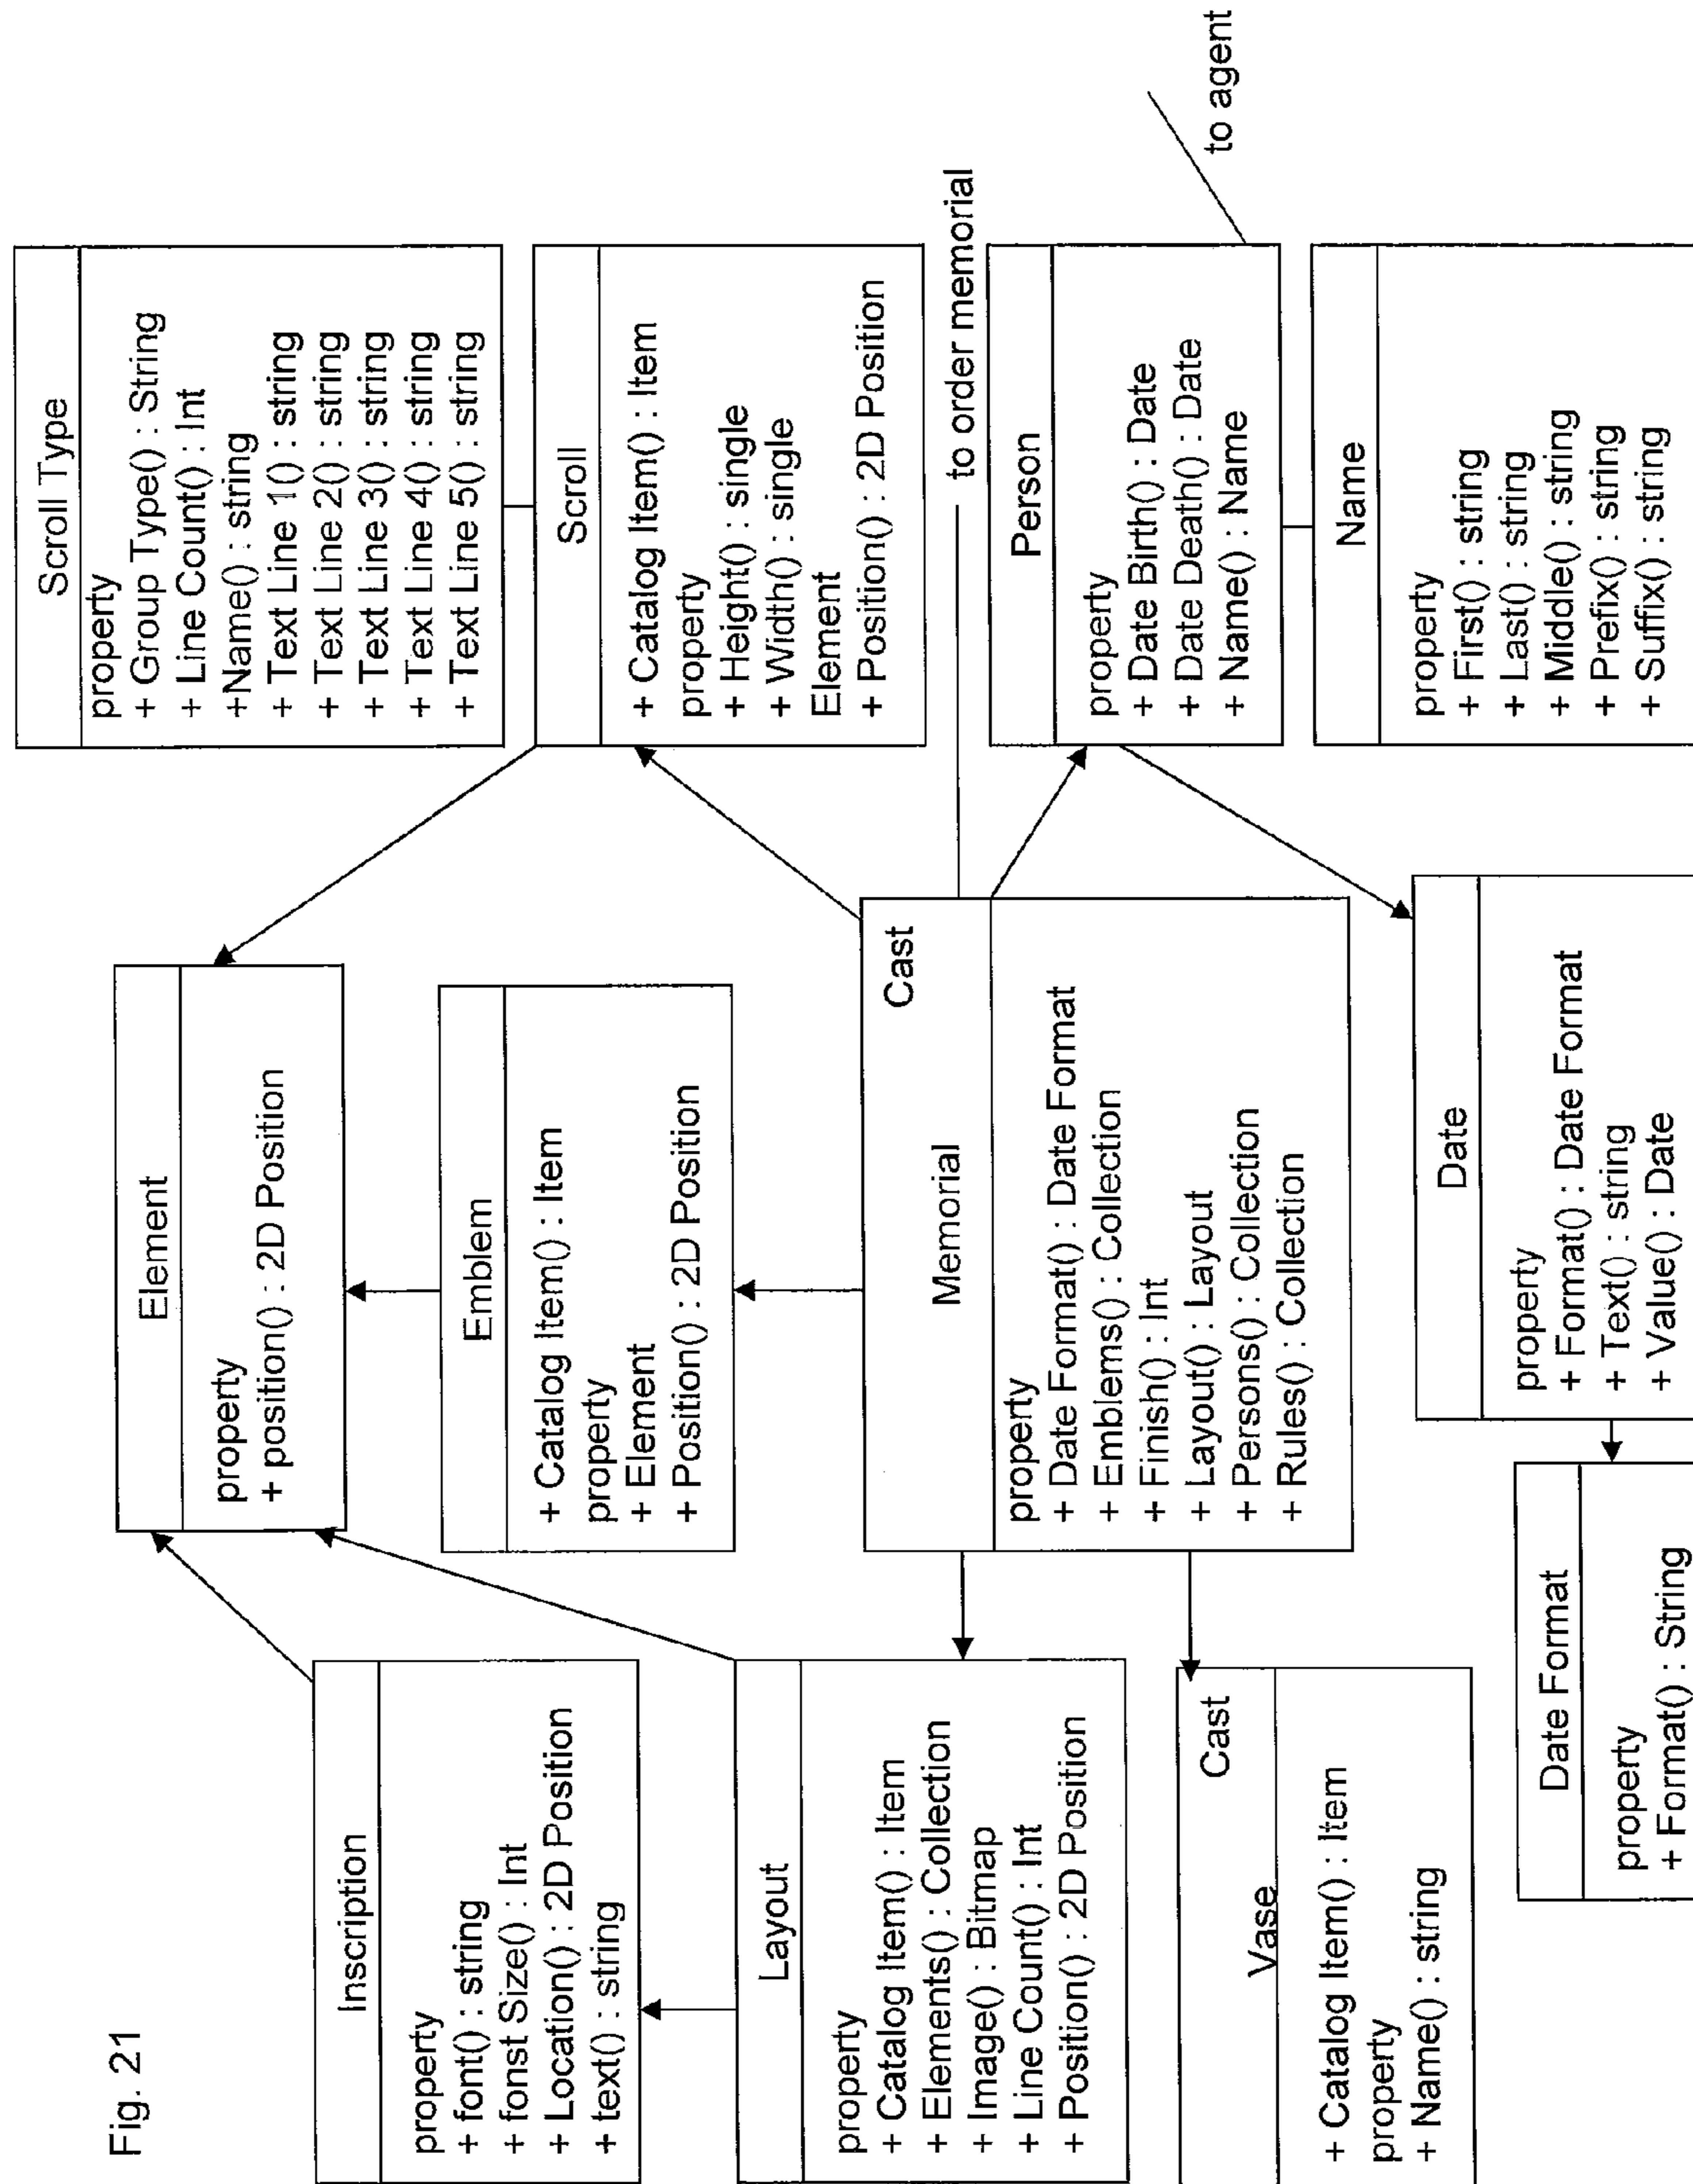 Fig. 21
Inscription
property
+ font() : string
+ fonst Size() : Int
+ Location() : 2D Position
+ text() : string
Element
property
+ position() : 2D Position
Scroll Type
property
+ Group Type() : String
+ Line Count() : Int
+Name() : string
+ Text Line 1() : string
+ Text Line 2() : string
+ Text Line 3() : string
+ Text Line 4() : string
+ Text Line 5() : string
Layout
property
+ Catalog Item() : Item
+ Elements() : Collection
+ Image() : Bitmap
+ Line Count() : Int
+ Position() : 2D Position
Emblem
+ Catalog Item() : Item
property
+ Element
+ Position() : 2D Position
Scroll
+ Catalog Item() : Item
property
+ Height() : single
+ Width() : single
Element
+ Position() : 2D Position
Cast
Memorial
property
+ Date Format() : Date Format
+ Emblems() : Collection
+ Finish() : Int
+ Layout() : Layout
+ Persons() : Collection
+ Rules() : Collection
to order memorial
Person
property
+ Date Birth() : Date
+ Date Death() : Date
+ Name() : Name
to agent
Cast
Vase
+ Catalog Item() : Item
property
+ Name() : string
Name
property
+ First() : string
+ Last() : string
+ Middle() : string
+ Prefix() : string
+ Suffix() : string
Date
property
+ Format() : Date Format
+ Text() : string
+ Value() : Date
Date Format
property
+ Format() : String